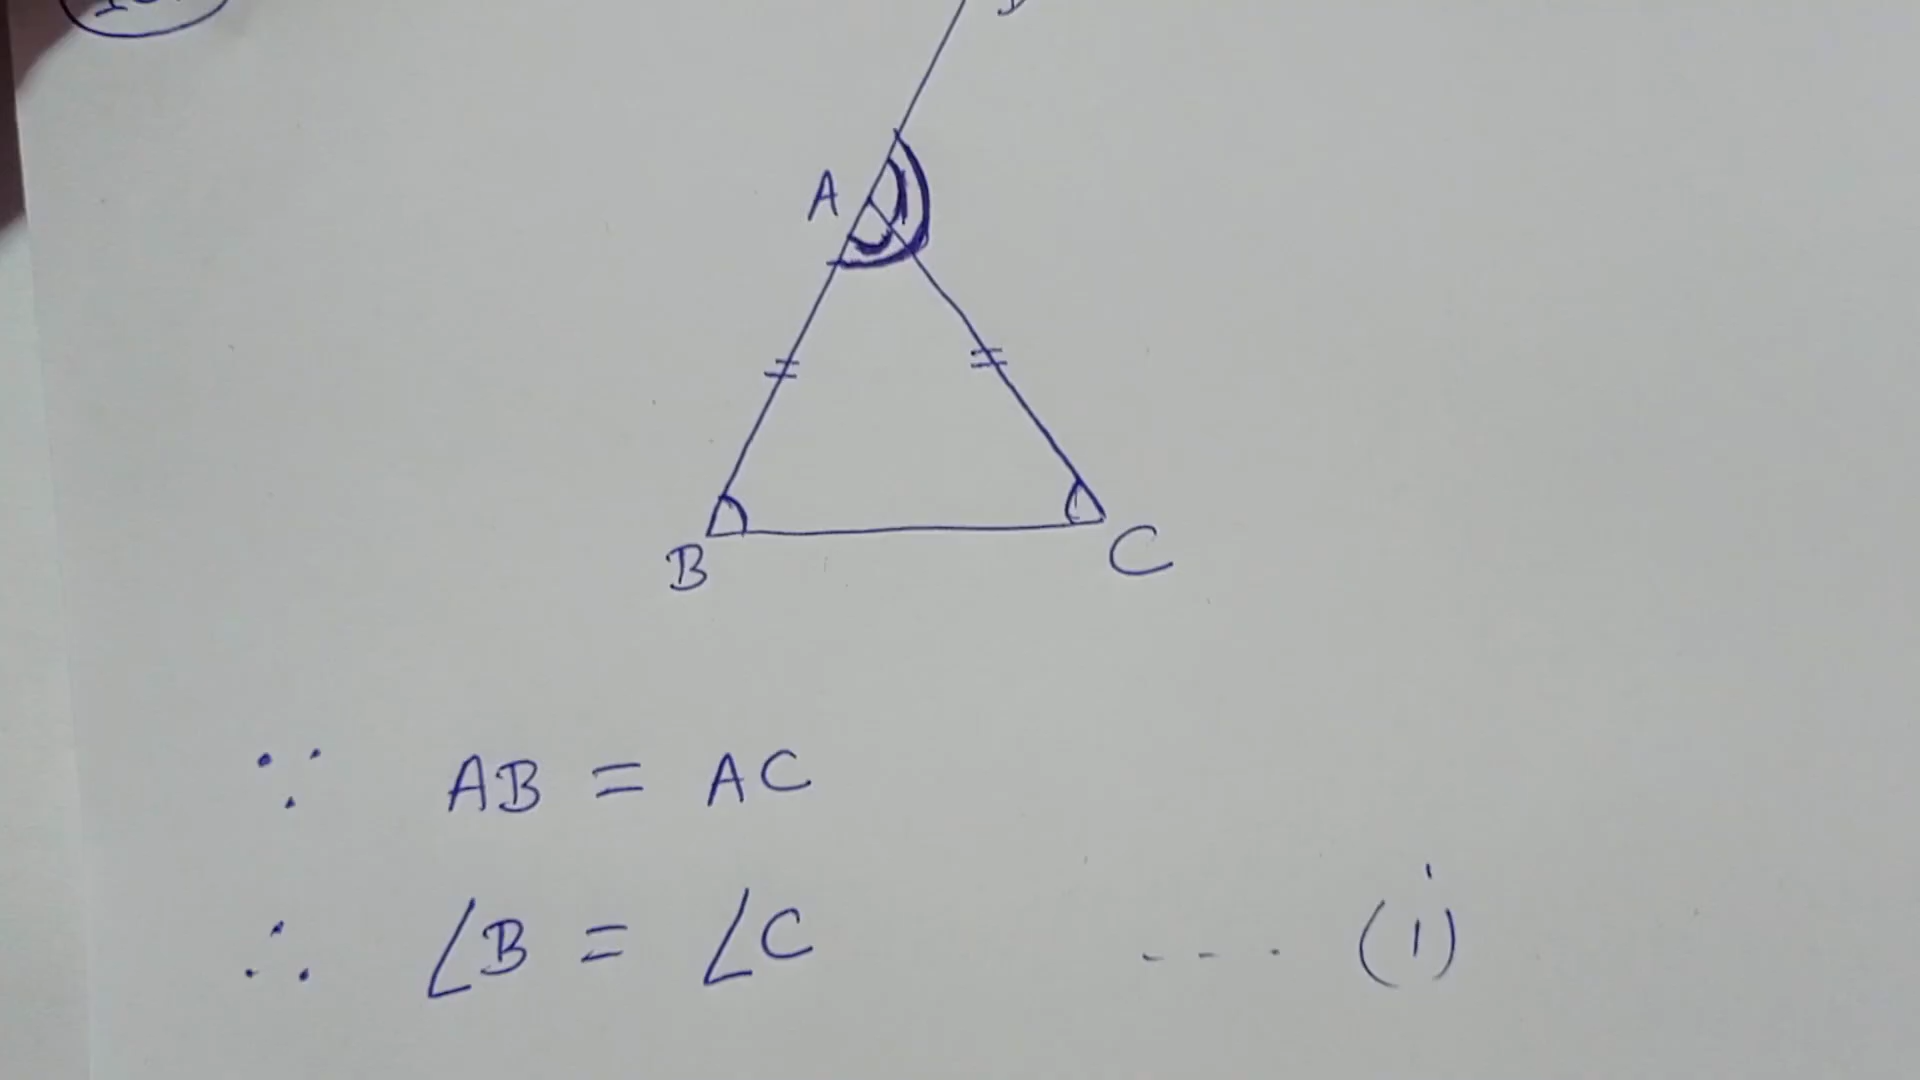 A
B
C
∵ AB = AC
∴ ∠B = ∠C ---. (i)